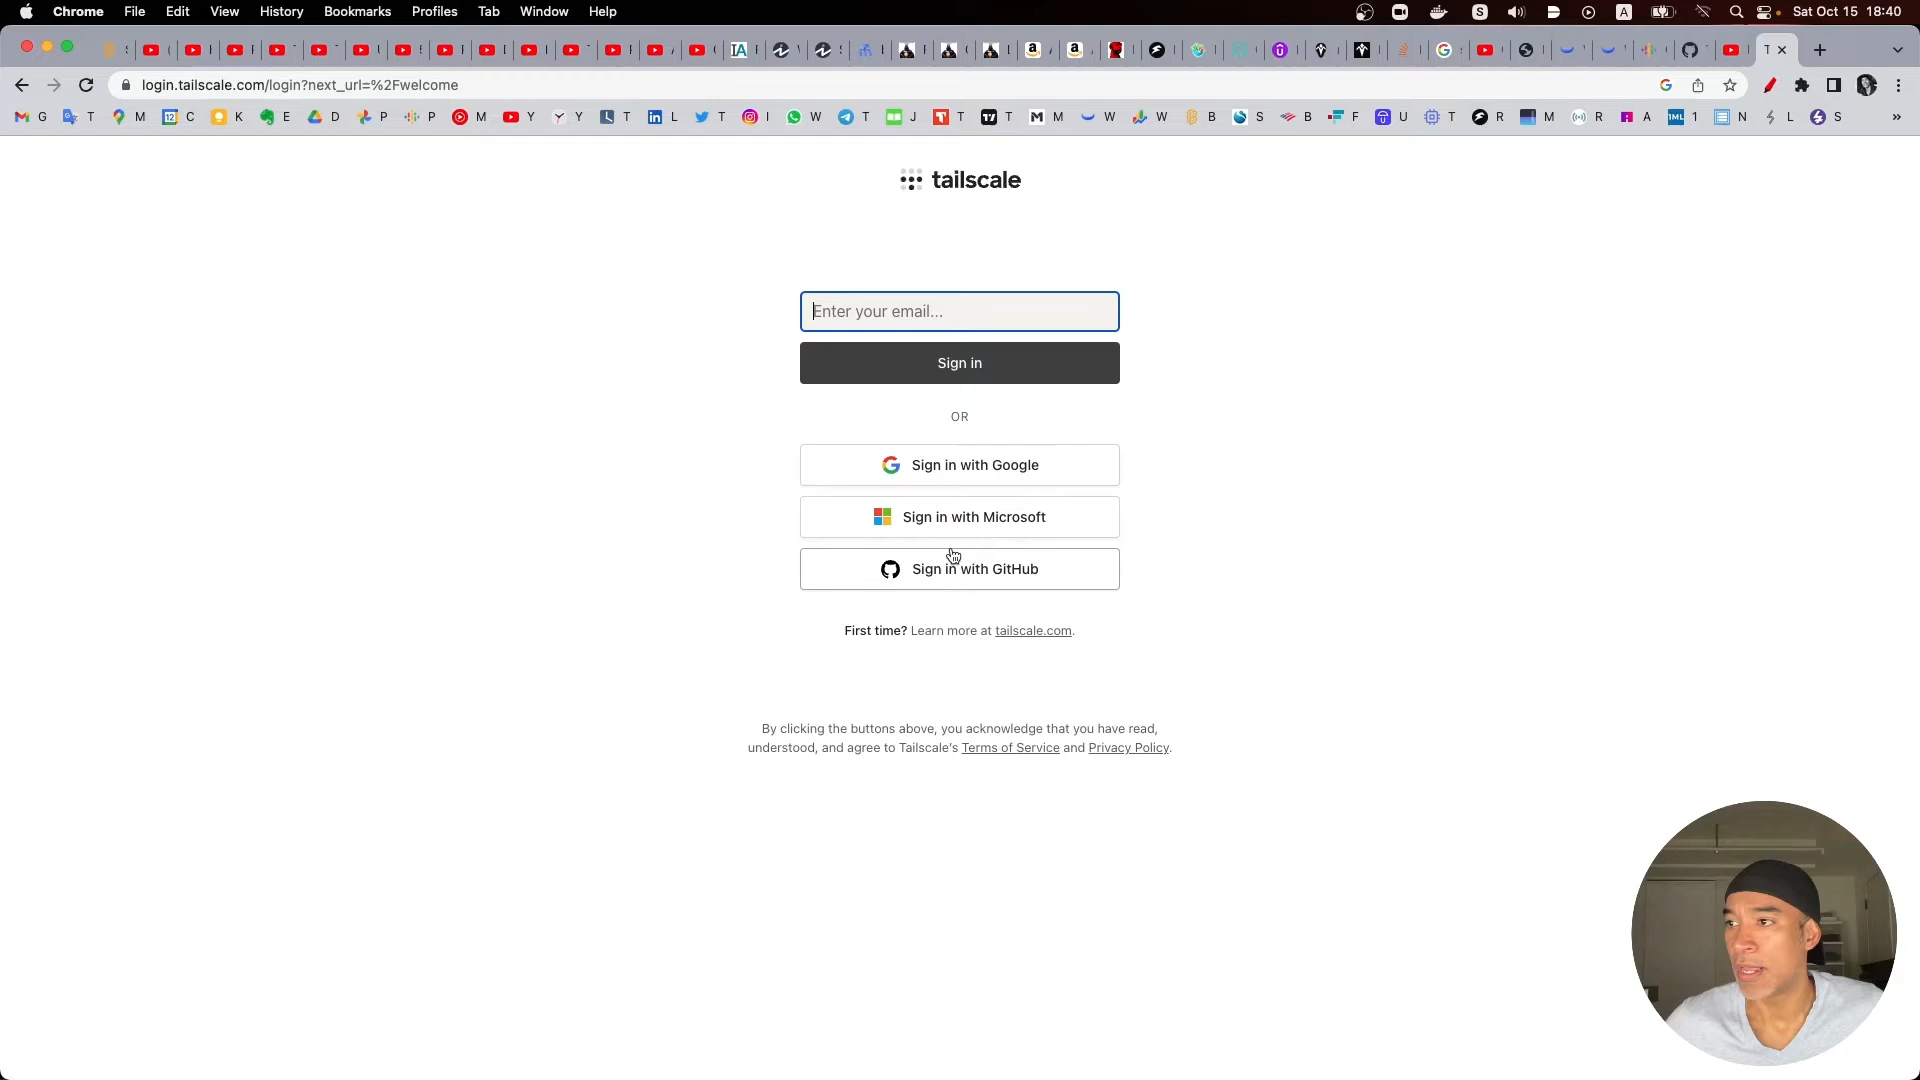 Chrome File Edit View History Bookmarks Profiles Tab Window Help
A
Sat Oct 15 18:40
login.tailscale.com/login?next_url=%2Fwelcome
G T M C K E D P P M Y Y T L T I W T J T T M W W B S B F U T R M R A 1 N L S »
tailscale
Enter your email...
Sign in
OR
Sign in with Google
Sign in with Microsoft
Sign in with GitHub
First time? Learn more at tailscale.com.
By clicking the buttons above, you acknowledge that you have read,
understood, and agree to Tailscale's Terms of Service and Privacy Policy.